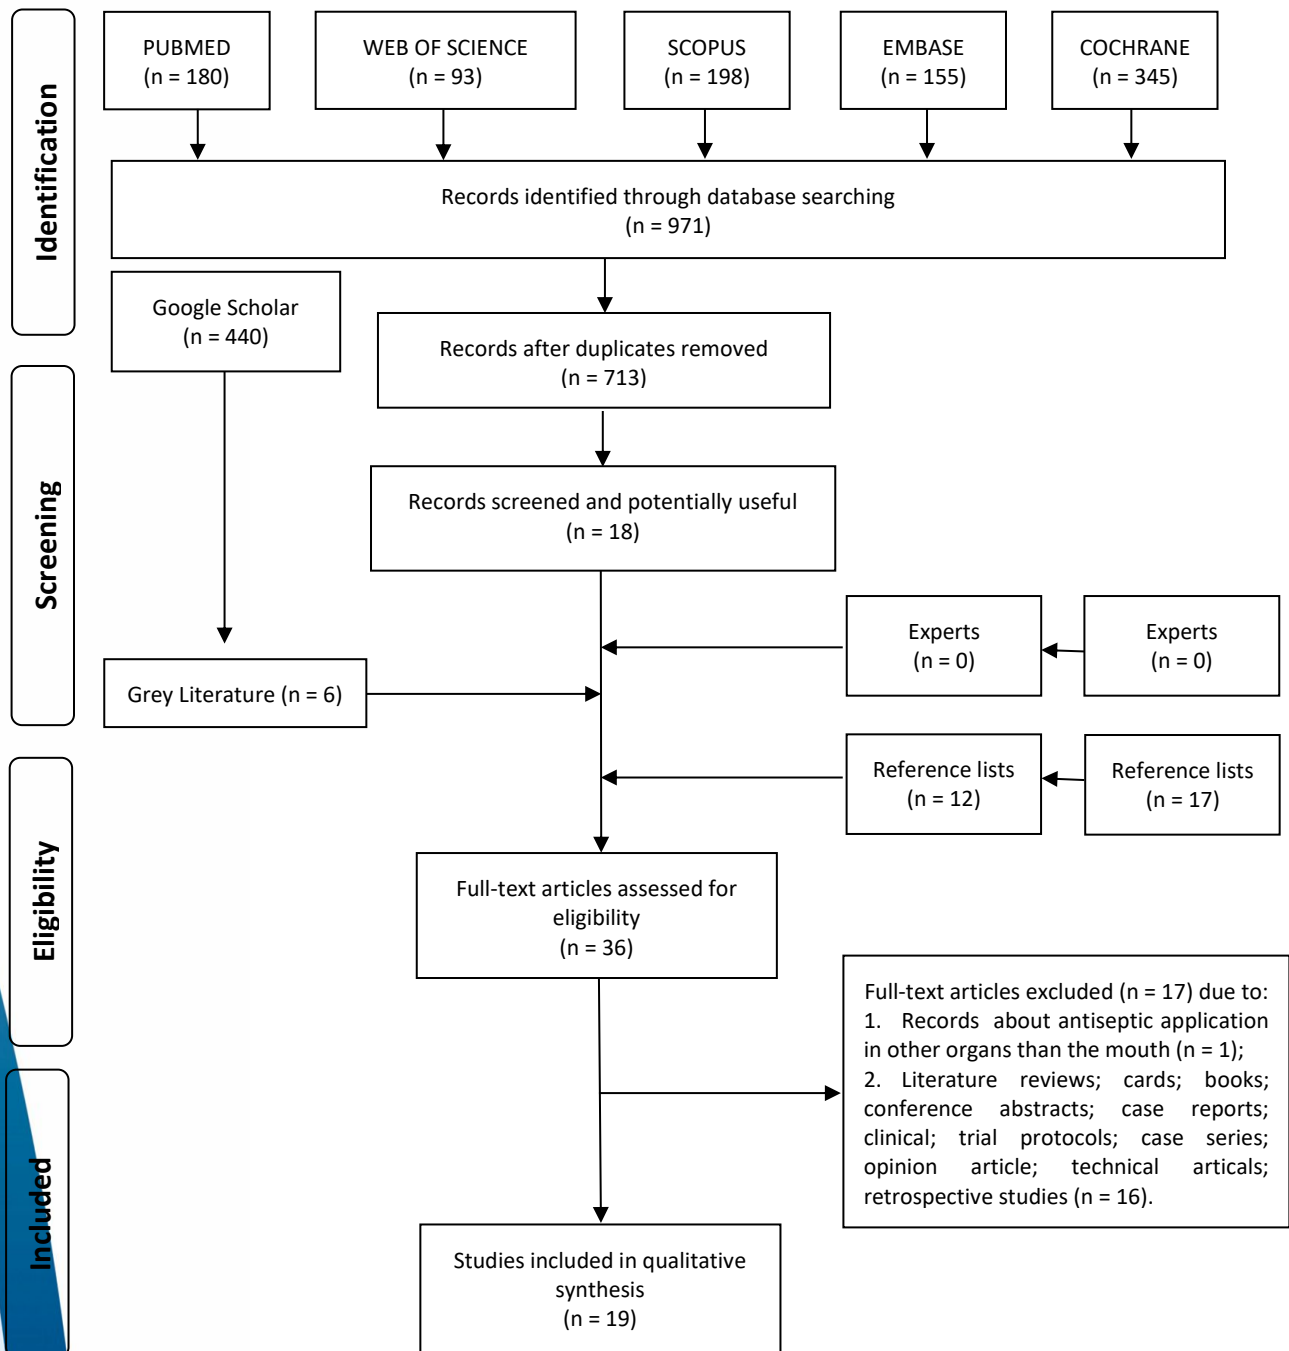 Identification
PUBMED
(n = 180)
WEB OF SCIENCE
(n = 93)
SCOPUS
(n = 198)
EMBASE
(n = 155)
COCHRANE
(n = 345)
Records identified through database searching
(n = 971)
Google Scholar
(n = 440)
Records after duplicates removed
(n = 713)
Screening
Records screened and potentially useful
(n = 18)
Experts
(n = 0)
Experts
(n = 0)
Grey Literature (n = 6)
Reference lists
(n = 12)
Reference lists
(n = 17)
Eligibility
Full-text articles assessed for
eligibility
(n = 36)
Full-text articles excluded (n = 17) due to:
1. Records about antiseptic application
in other organs than the mouth (n = 1);
2. Literature reviews; cards; books;
conference abstracts; case reports;
clinical; trial protocols; case series;
opinion article; technical articals;
retrospective studies (n = 16).
Included
Studies included in qualitative
synthesis
(n = 19)